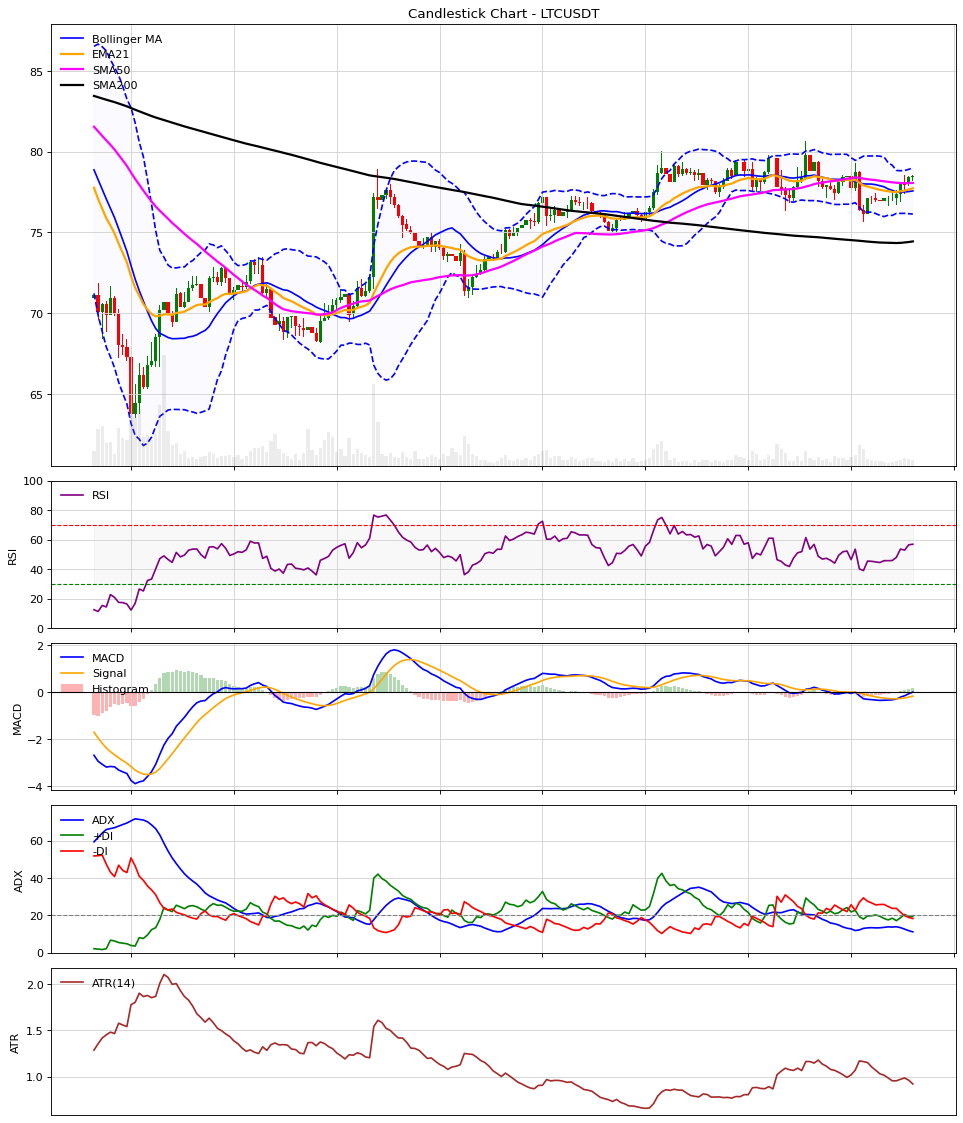 Candlestick Chart - LTCUSDT
Bollinger MA
EMA21
SMA50
SMA200
85
80
75
70
65
RSI
100
80
60
40
20
0
RSI
MACD
Signal
Histogram
2
0
−2
−4
MACD
ADX
+DI
-DI
60
40
20
0
ADX
ATR(14)
2.0
1.5
1.0
ATR